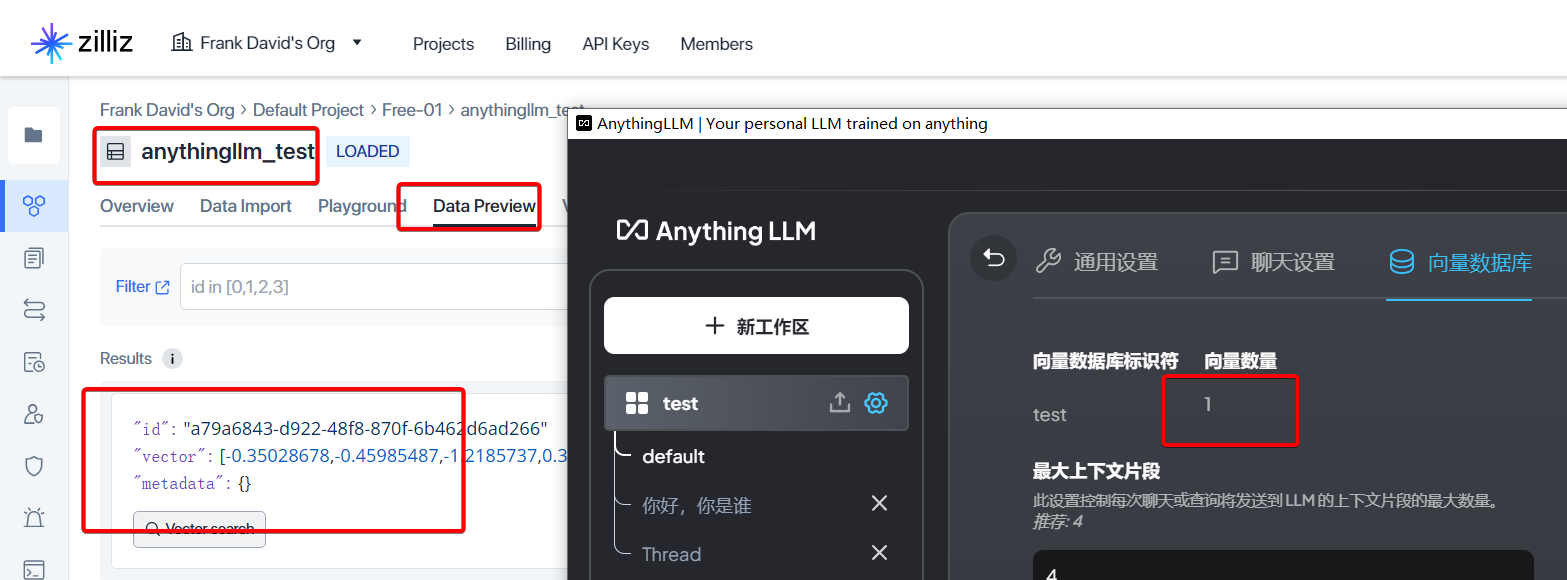 zilliz
Frank David's Org
Projects
Billing
API Keys
Members
Frank David's Org > Default Project > Free-01 > anythingllm_test
anythingllm_test
LOADED
Overview
Data Import
Playground
Data Preview
Filter
id in [0,1,2,3]
Results
"id": "a79a6843-d922-48f8-870f-6b462d6ad266"
"vector": [-0.35028678,-0.45985487,-1.2185737,0.3
"metadata": {}
Vector search
AnythingLLM | Your personal LLM trained on anything
Anything LLM
新工作区
test
default
你好，你是谁
Thread
通用设置
聊天设置
向量数据库
向量数据库标识符 向量数量
test 1
最大上下文片段
此设置控制每次聊天或查询将发送到 LLM 的上下文片段的最大数量。
推荐: 4
4